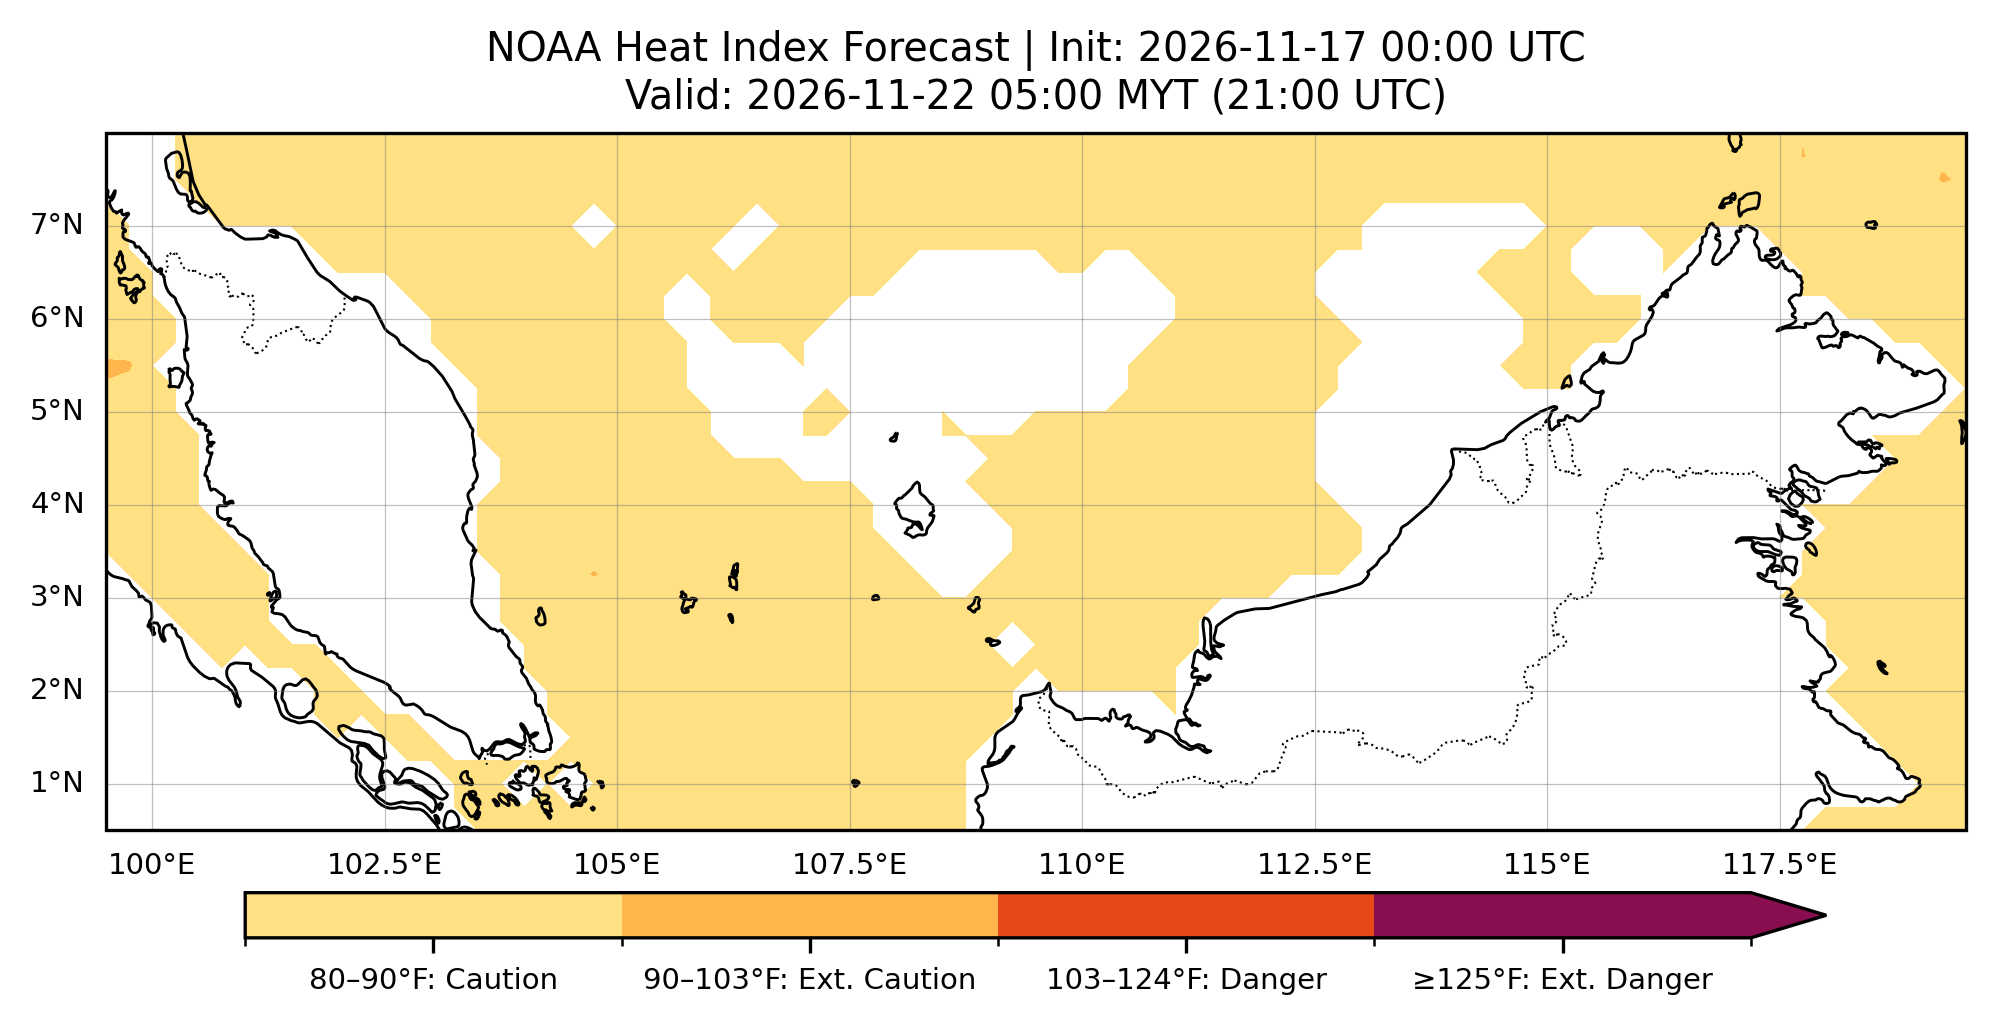 NOAA Heat Index Forecast | Init: 2026-11-17 00:00 UTC
Valid: 2026-11-22 05:00 MYT (21:00 UTC)
7°N
6°N
5°N
4°N
3°N
2°N
1°N
100°E 102.5°E 105°E 107.5°E 110°E 112.5°E 115°E 117.5°E
80–90°F: Caution 90–103°F: Ext. Caution 103–124°F: Danger ≥125°F: Ext. Danger